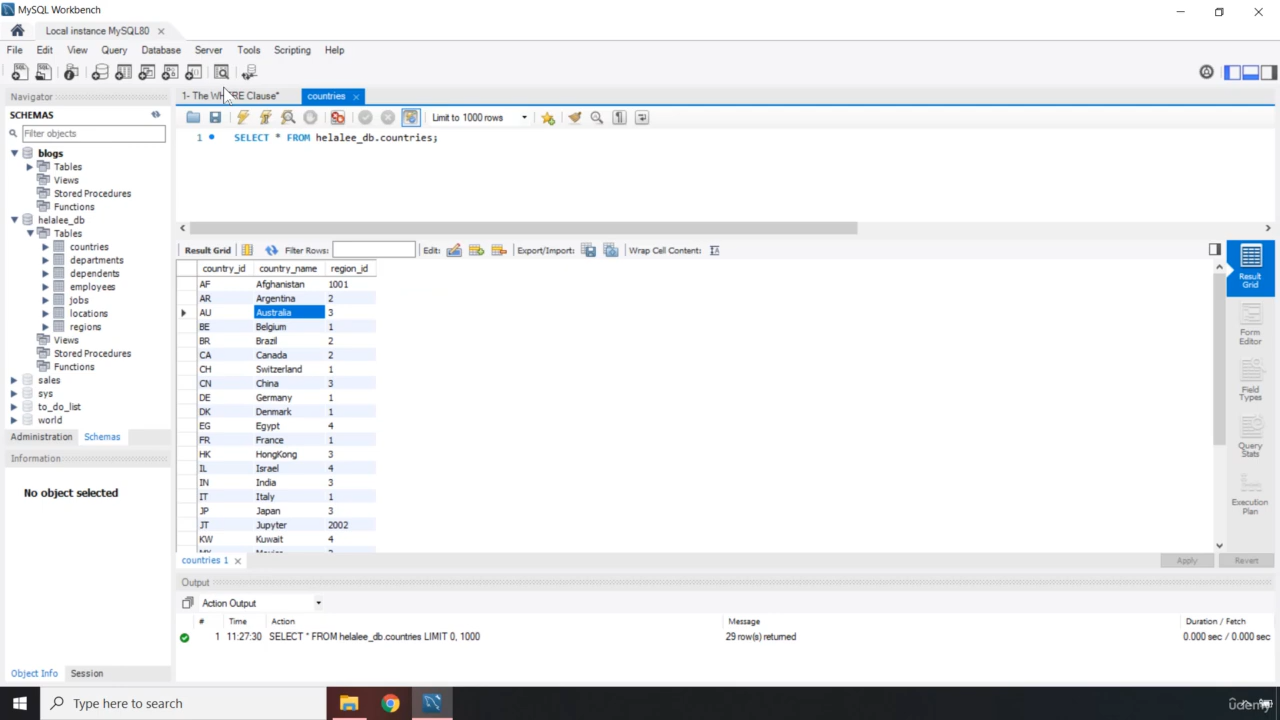 MySQL Workbench
Local instance MySQL80
File Edit View Query Database Server Tools Scripting Help
Navigator
1- The WHERE Clause*
countries
SCHEMAS
Limit to 1000 rows
Filter objects
1 SELECT * FROM helalee_db.countries;
blogs
Tables
Views
Stored Procedures
Functions
helalee_db
Tables
countries
departments
dependents
employees
jobs
locations
regions
Views
Stored Procedures
Functions
sales
sys
to_do_list
world
Administration Schemas
Information
No object selected
Object Info Session
Result Grid Filter Rows: Edit: Export/Import: Wrap Cell Content:
country_id country_name region_id
AF Afghanistan 1001
AR Argentina 2
AU Australia 3
BE Belgium 1
BR Brazil 2
CA Canada 2
CH Switzerland 1
CN China 3
DE Germany 1
DK Denmark 1
EG Egypt 4
FR France 1
HK HongKong 3
IL Israel 4
IN India 3
IT Italy 1
JP Japan 3
JT Jupyter 2002
KW Kuwait 4
Result Grid
Form Editor
Field Types
Query Stats
Execution Plan
countries 1
Apply Revert
Output
Action Output
# Time Action Message Duration / Fetch
1 11:27:30 SELECT * FROM helalee_db.countries LIMIT 0, 1000 29 row(s) returned 0.000 sec / 0.000 sec
Type here to search
udemy